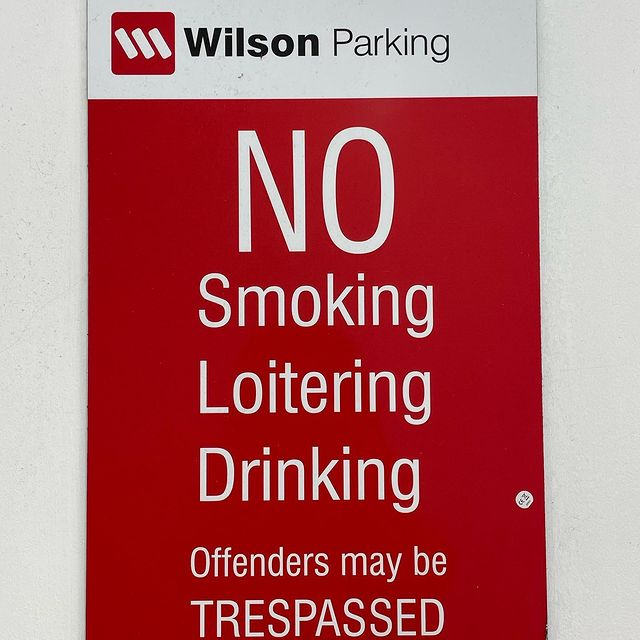 Wilson Parking
NO
Smoking
Loitering
Drinking
Offenders may be
TRESPASSED